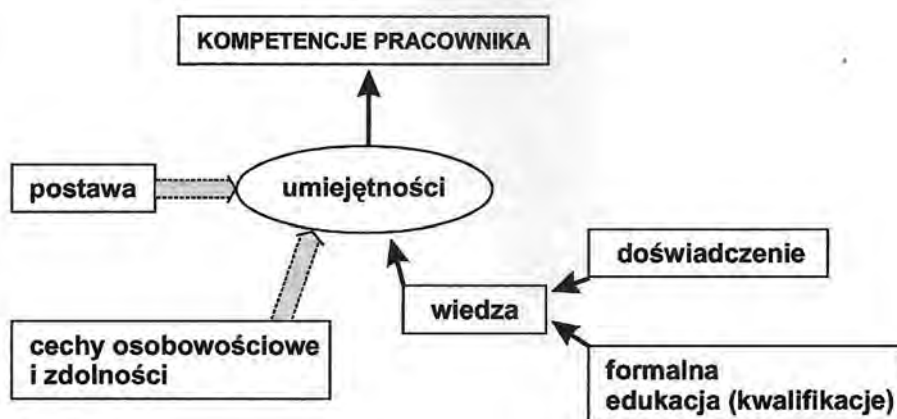 KOMPETENCJE PRACOWNIKA
postawa
umiejętności
doświadczenie
wiedza
cechy osobowościowe
i zdolności
formalna
edukacja (kwalifikacje)